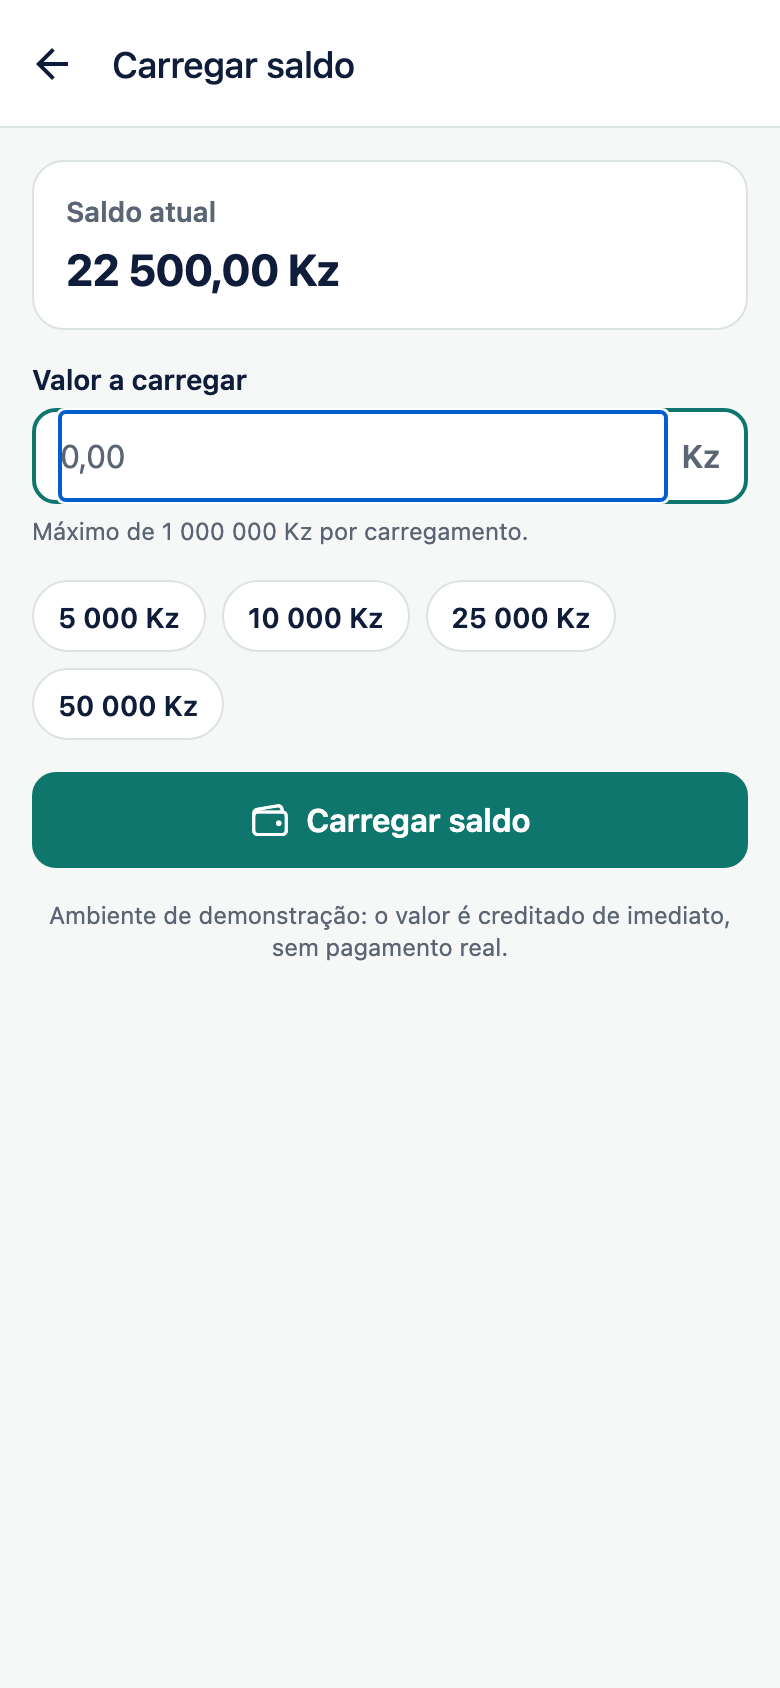 Carregar saldo
Saldo atual
22 500,00 Kz
Valor a carregar
0,00 Kz
Máximo de 1 000 000 Kz por carregamento.
5 000 Kz 10 000 Kz 25 000 Kz
50 000 Kz
Carregar saldo
Ambiente de demonstração: o valor é creditado de imediato,
sem pagamento real.